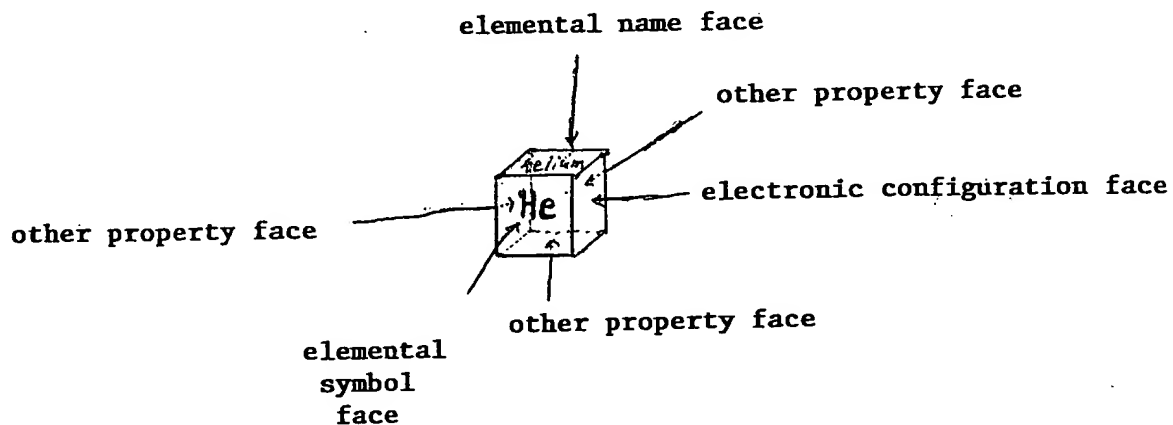 elemental name face
other property face
helium
He
electronic configuration face
other property face
other property face
elemental
symbol
face